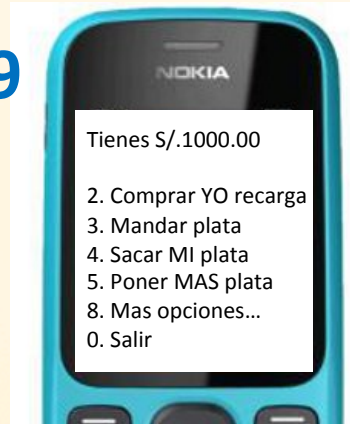 9
NOKIA
Tienes S/.1000.00
2. Comprar YO recarga
3. Mandar plata
4. Sacar MI plata
5. Poner MAS plata
8. Mas opciones…
0. Salir